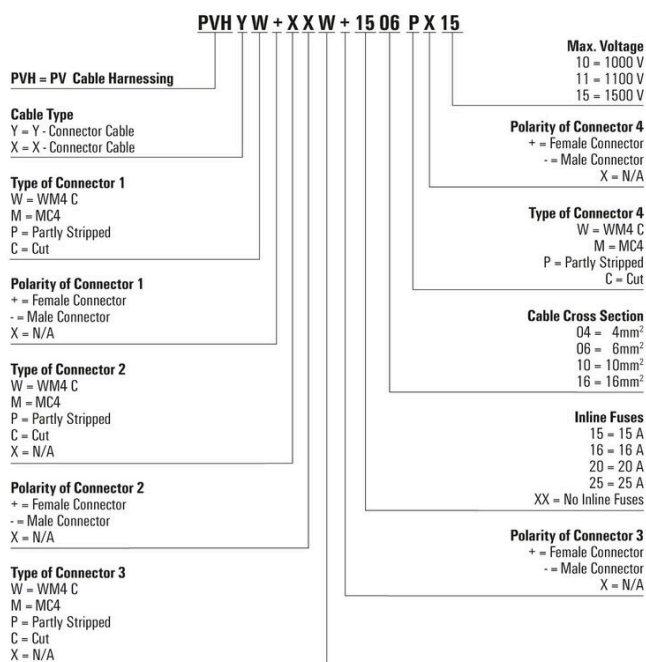 PVH Y W + X X W + 15 06 P X 15
PVH = PV Cable Harnessing
Cable Type
Y = Y - Connector Cable
X = X - Connector Cable
Type of Connector 1
W = WM4 C
M = MC4
P = Partly Stripped
C = Cut
Polarity of Connector 1
+ = Female Connector
- = Male Connector
X = N/A
Type of Connector 2
W = WM4 C
M = MC4
P = Partly Stripped
C = Cut
X = N/A
Polarity of Connector 2
+ = Female Connector
- = Male Connector
X = N/A
Type of Connector 3
W = WM4 C
M = MC4
P = Partly Stripped
C = Cut
X = N/A
Max. Voltage
10 = 1000 V
11 = 1100 V
15 = 1500 V
Polarity of Connector 4
+ = Female Connector
- = Male Connector
X = N/A
Type of Connector 4
W = WM4 C
M = MC4
P = Partly Stripped
C = Cut
Cable Cross Section
04 = 4mm²
06 = 6mm²
10 = 10mm²
16 = 16mm²
Inline Fuses
15 = 15 A
16 = 16 A
20 = 20 A
25 = 25 A
XX = No Inline Fuses
Polarity of Connector 3
+ = Female Connector
- = Male Connector
X = N/A